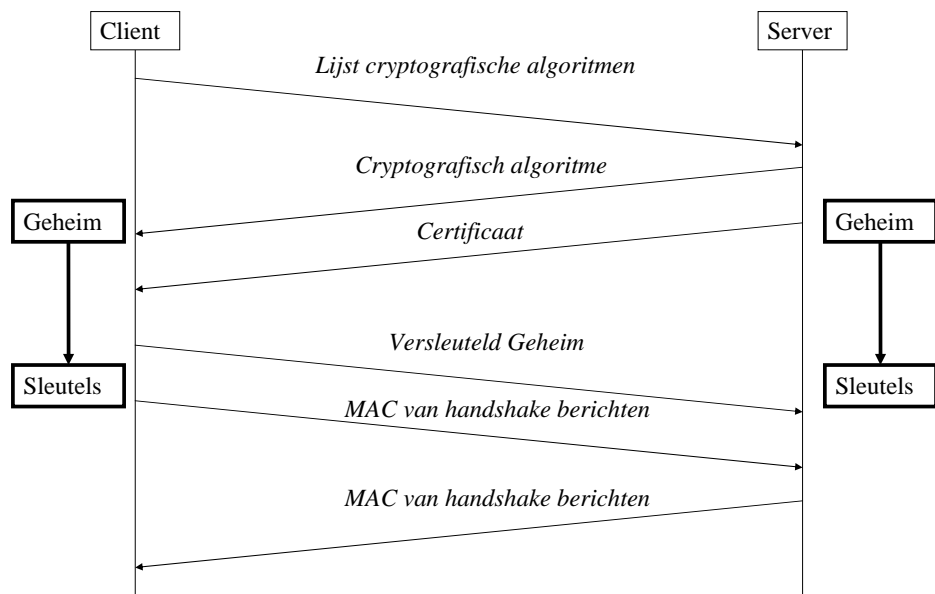 Client
Server
Lijst cryptografische algoritmen
Cryptografisch algoritme
Geheim
Certificaat
Geheim
Versleuteld Geheim
Sleutels
Sleutels
MAC van handshake berichten
MAC van handshake berichten